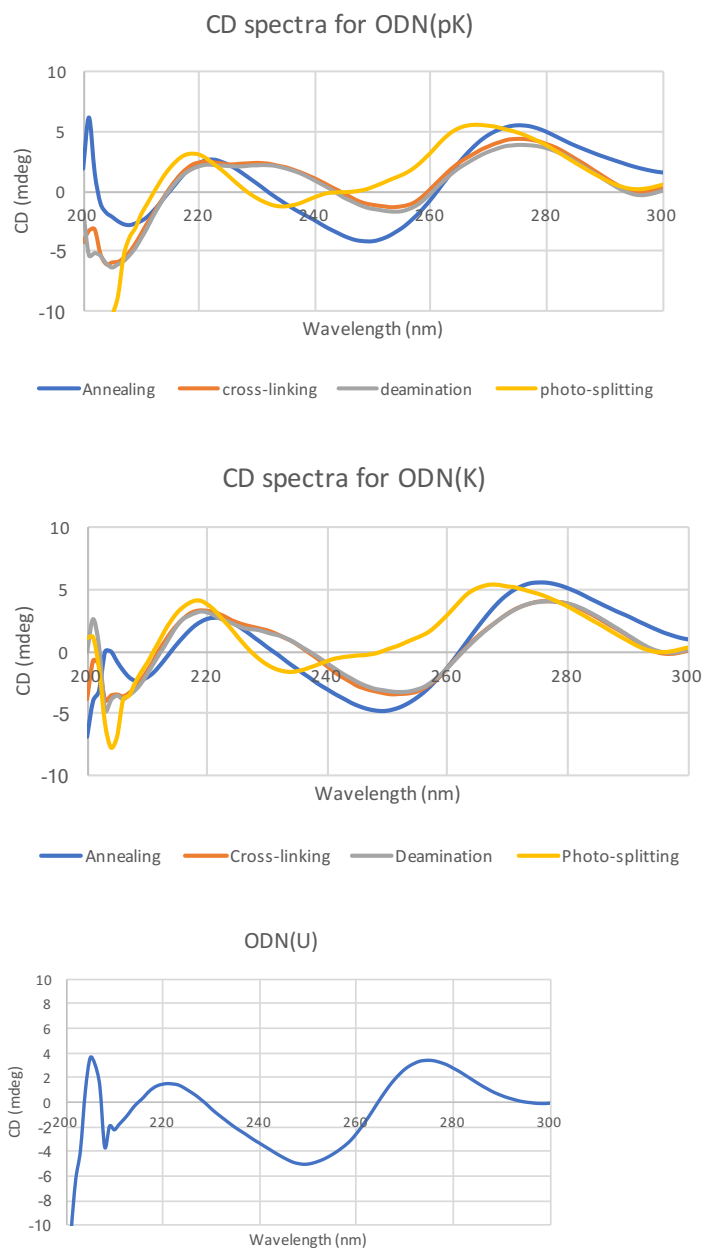 CD spectra for ODN(pK)
10
5
0
-5
-10
200 220 240 260 280 300
CD (mdeg)
Wavelength (nm)
Annealing cross-linking deamination photo-splitting
CD spectra for ODN(K)
10
5
0
-5
-10
200 220 240 260 280 300
CD (mdeg)
Wavelength (nm)
Annealing Cross-linking Deamination Photo-splitting
ODN(U)
10
8
6
4
2
0
-2
-4
-6
-8
-10
200 220 240 260 280 300
CD (mdeg)
Wavelength (nm)